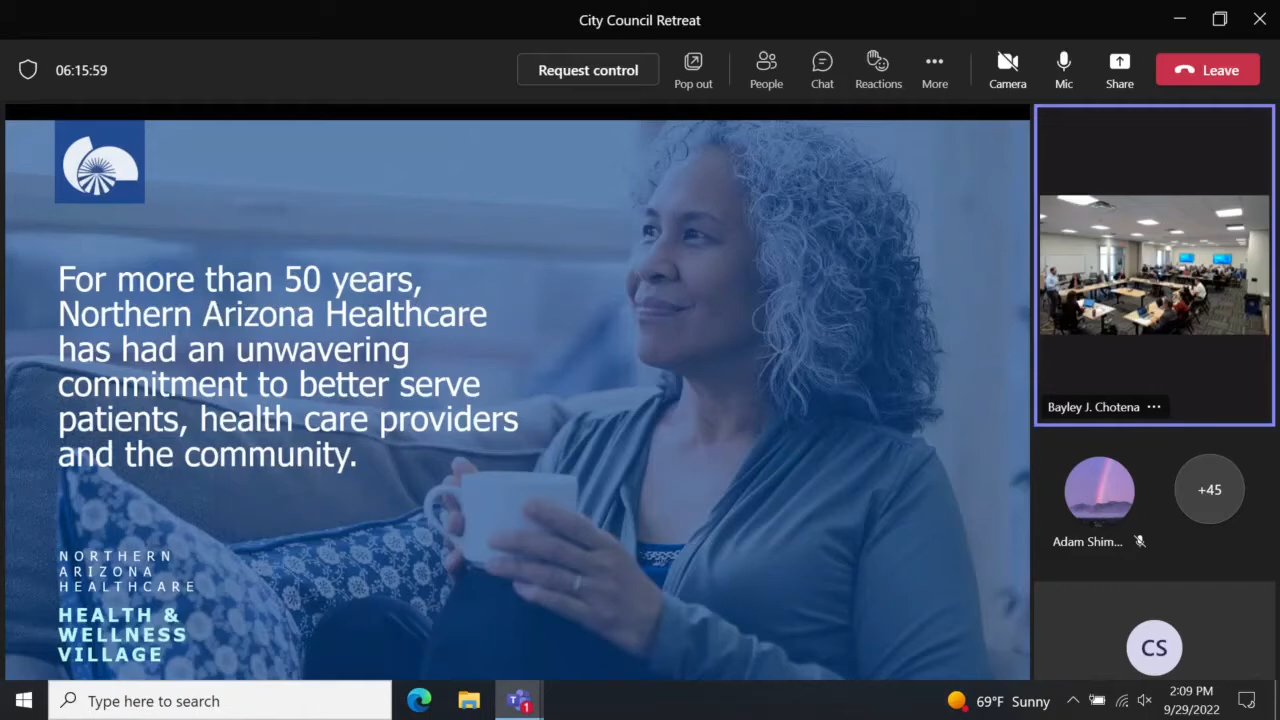 City Council Retreat
06:15:59
Request control
Pop out
People
Chat
Reactions
More
Camera
Mic
Share
Leave
For more than 50 years,
Northern Arizona Healthcare
has had an unwavering
commitment to better serve
patients, health care providers
and the community.
NORTHERN
ARIZONA
HEALTHCARE
HEALTH &
WELLNESS
VILLAGE
Bayley J. Chotena
+45
Adam Shim...
CS
Type here to search
1
69°F Sunny
2:09 PM
9/29/2022